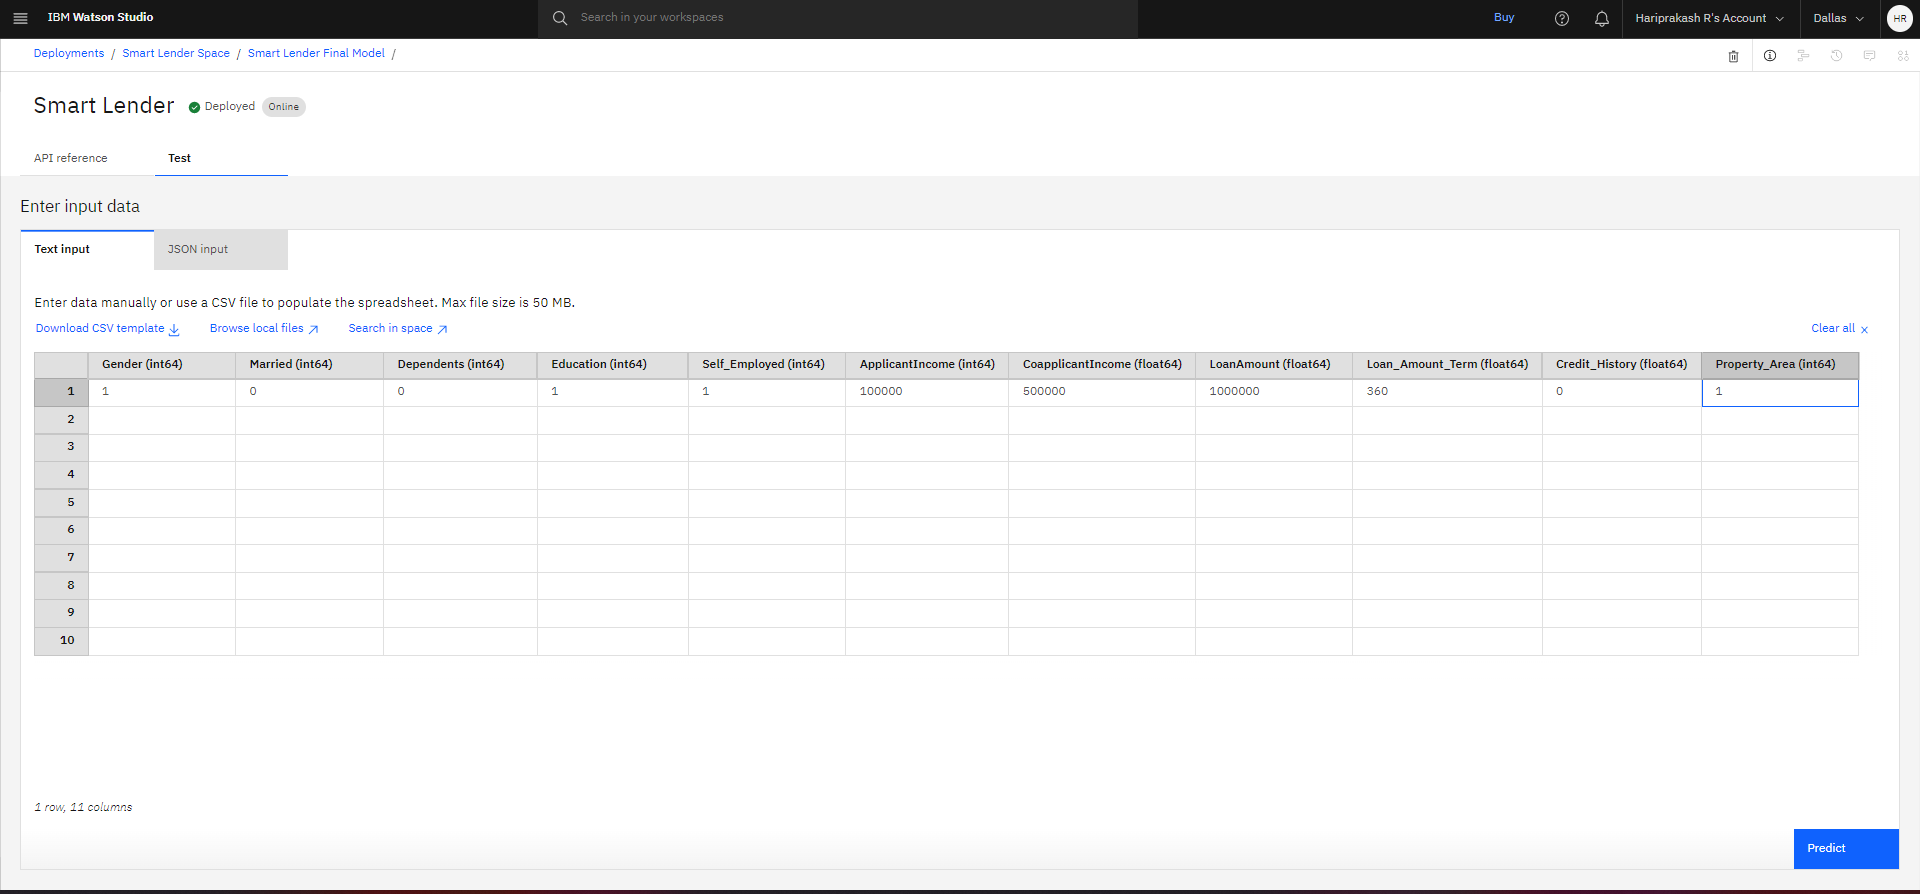 IBM Watson Studio Search in your workspaces Buy Hariprakash R's Account Dallas HR
Deployments / Smart Lender Space / Smart Lender Final Model /
Smart Lender Deployed Online
API reference Test
Enter input data
Text input JSON input
Enter data manually or use a CSV file to populate the spreadsheet. Max file size is 50 MB.
Download CSV template Browse local files Search in space Clear all
Gender (int64) Married (int64) Dependents (int64) Education (int64) Self_Employed (int64) ApplicantIncome (int64) CoapplicantIncome (float64) LoanAmount (float64) Loan_Amount_Term (float64) Credit_History (float64) Property_Area (int64)
1 1 0 0 1 1 100000 500000 1000000 360 0 1
2
3
4
5
6
7
8
9
10
1 row, 11 columns
Predict